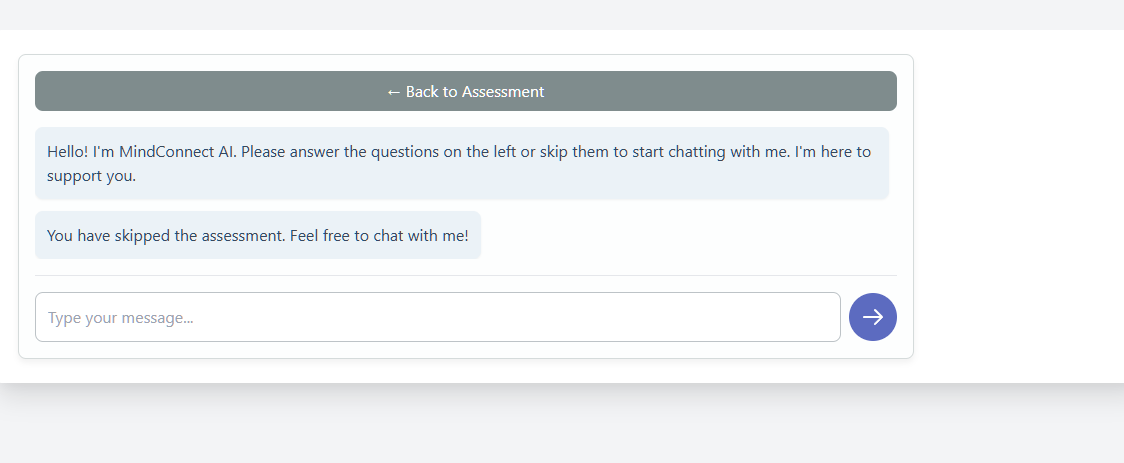 ← Back to Assessment
Hello! I'm MindConnect AI. Please answer the questions on the left or skip them to start chatting with me. I'm here to
support you.
You have skipped the assessment. Feel free to chat with me!
Type your message...